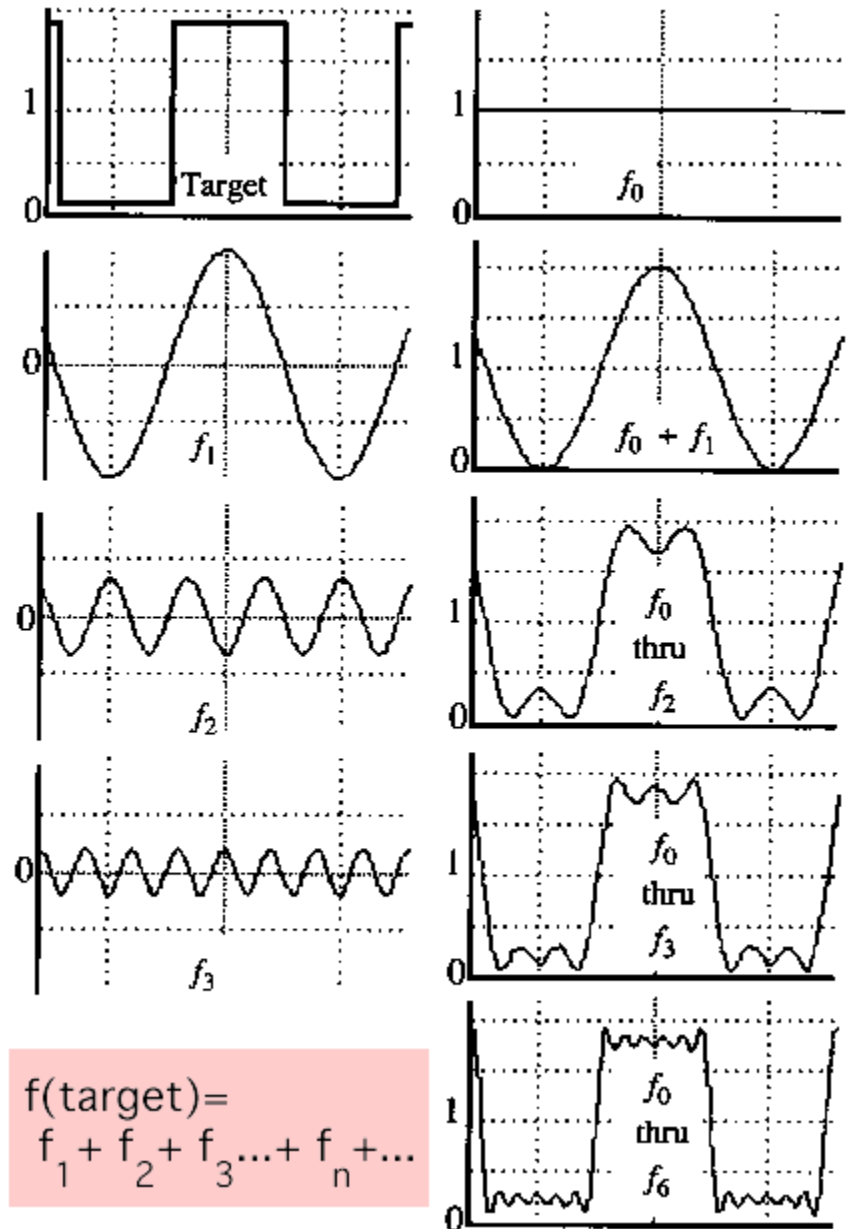 1
0
Target
1
0
f₀
0
f₁
1
0
f₀ + f₁
0
f₂
1
0
f₀
thru
f₂
0
f₃
1
0
f₀
thru
f₃
f(target)=
f₁+ f₂+ f₃...+ fₙ+...
1
0
f₀
thru
f₆